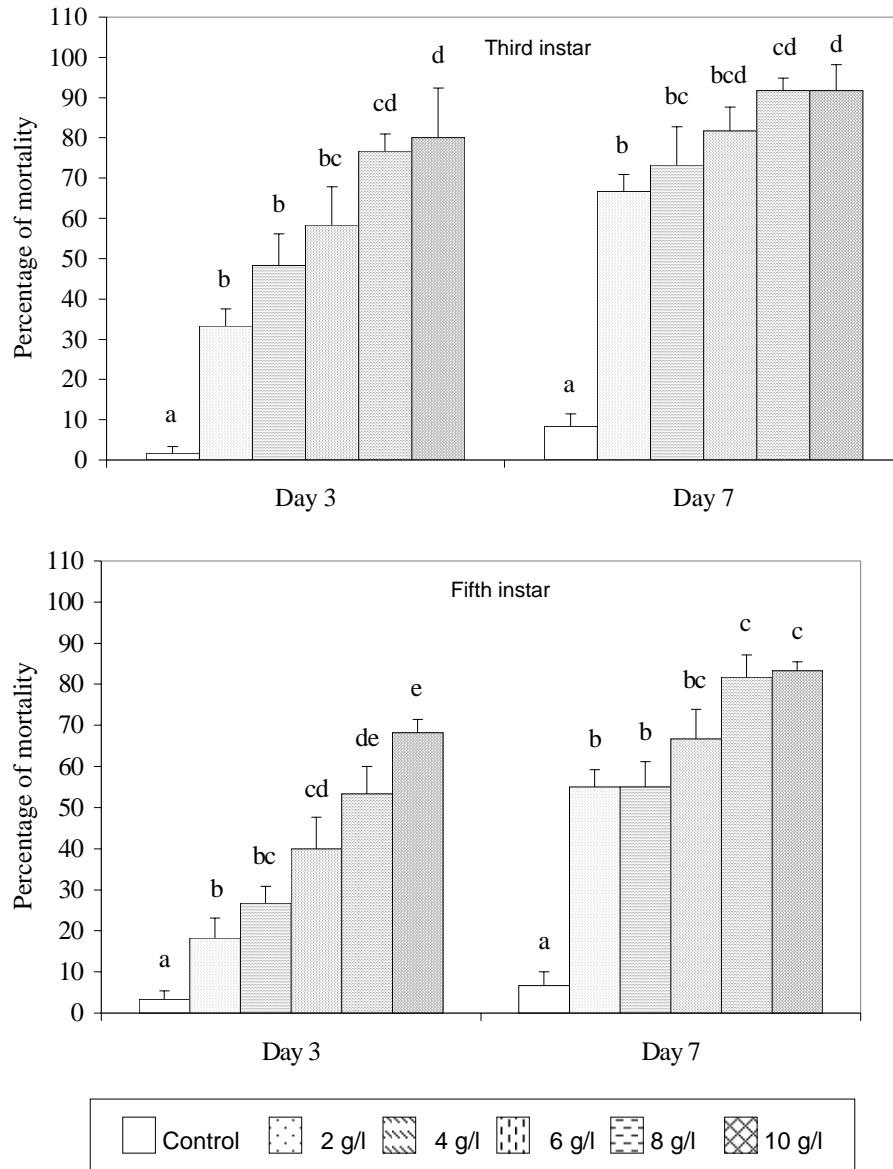 110
Third instar
100
90
80
70
60
50
40
30
20
10
0
Percentage of mortality
a
b
b
bc
cd
d
a
b
bc
bcd
cd
d
Day 3
Day 7
110
Fifth instar
100
90
80
70
60
50
40
30
20
10
0
Percentage of mortality
a
b
bc
cd
de
e
a
b
b
bc
c
c
Day 3
Day 7
Control 2 g/l 4 g/l 6 g/l 8 g/l 10 g/l